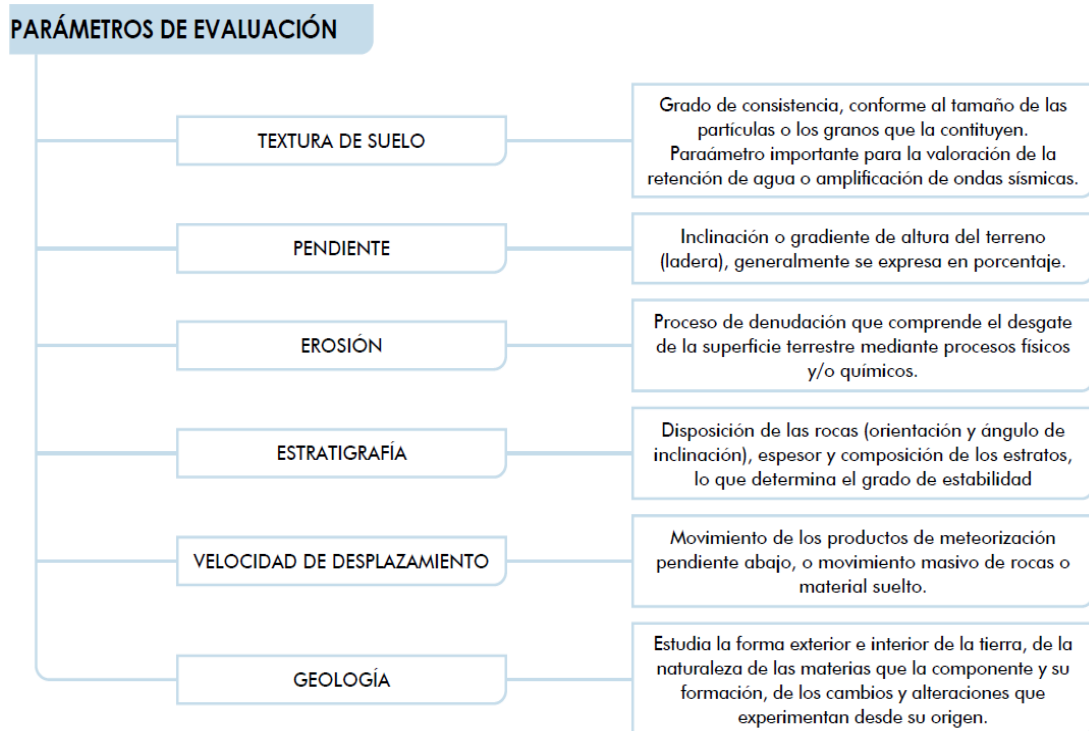 PARÁMETROS DE EVALUACIÓN
TEXTURA DE SUELO
Grado de consistencia, conforme al tamaño de las
partículas o los granos que la contituyen.
Paraámetro importante para la valoración de la
retención de agua o amplificación de ondas sísmicas.
PENDIENTE
Inclinación o gradiente de altura del terreno
(ladera), generalmente se expresa en porcentaje.
EROSIÓN
Proceso de denudación que comprende el desgate
de la superficie terrestre mediante procesos físicos
y/o químicos.
ESTRATIGRAFÍA
Disposición de las rocas (orientación y ángulo de
inclinación), espesor y composición de los estratos,
lo que determina el grado de estabilidad
VELOCIDAD DE DESPLAZAMIENTO
Movimiento de los productos de meteorización
pendiente abajo, o movimiento masivo de rocas o
material suelto.
GEOLOGÍA
Estudia la forma exterior e interior de la tierra, de la
naturaleza de las materias que la componente y su
formación, de los cambios y alteraciones que
experimentan desde su origen.